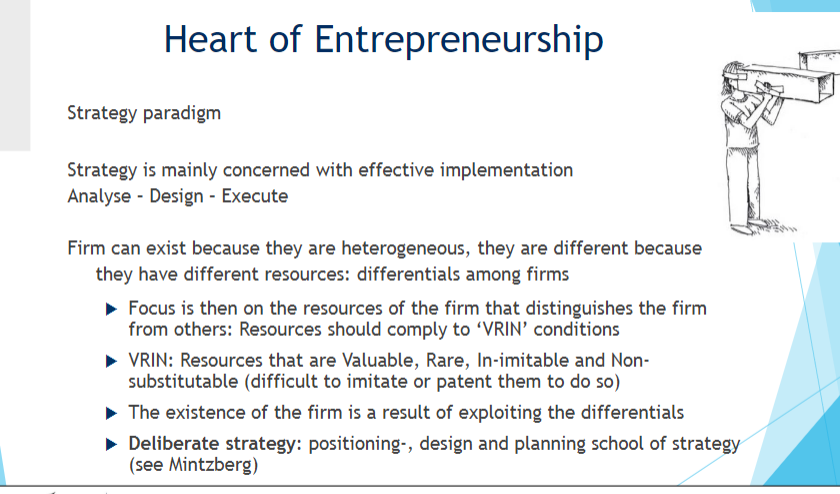 Heart of Entrepreneurship
Strategy paradigm
Strategy is mainly concerned with effective implementation
Analyse - Design - Execute
Firm can exist because they are heterogeneous, they are different because
they have different resources: differentials among firms
Focus is then on the resources of the firm that distinguishes the firm
from others: Resources should comply to ‘VRIN’ conditions
VRIN: Resources that are Valuable, Rare, In-imitable and Non-
substitutable (difficult to imitate or patent them to do so)
The existence of the firm is a result of exploiting the differentials
Deliberate strategy: positioning-, design and planning school of strategy
(see Mintzberg)